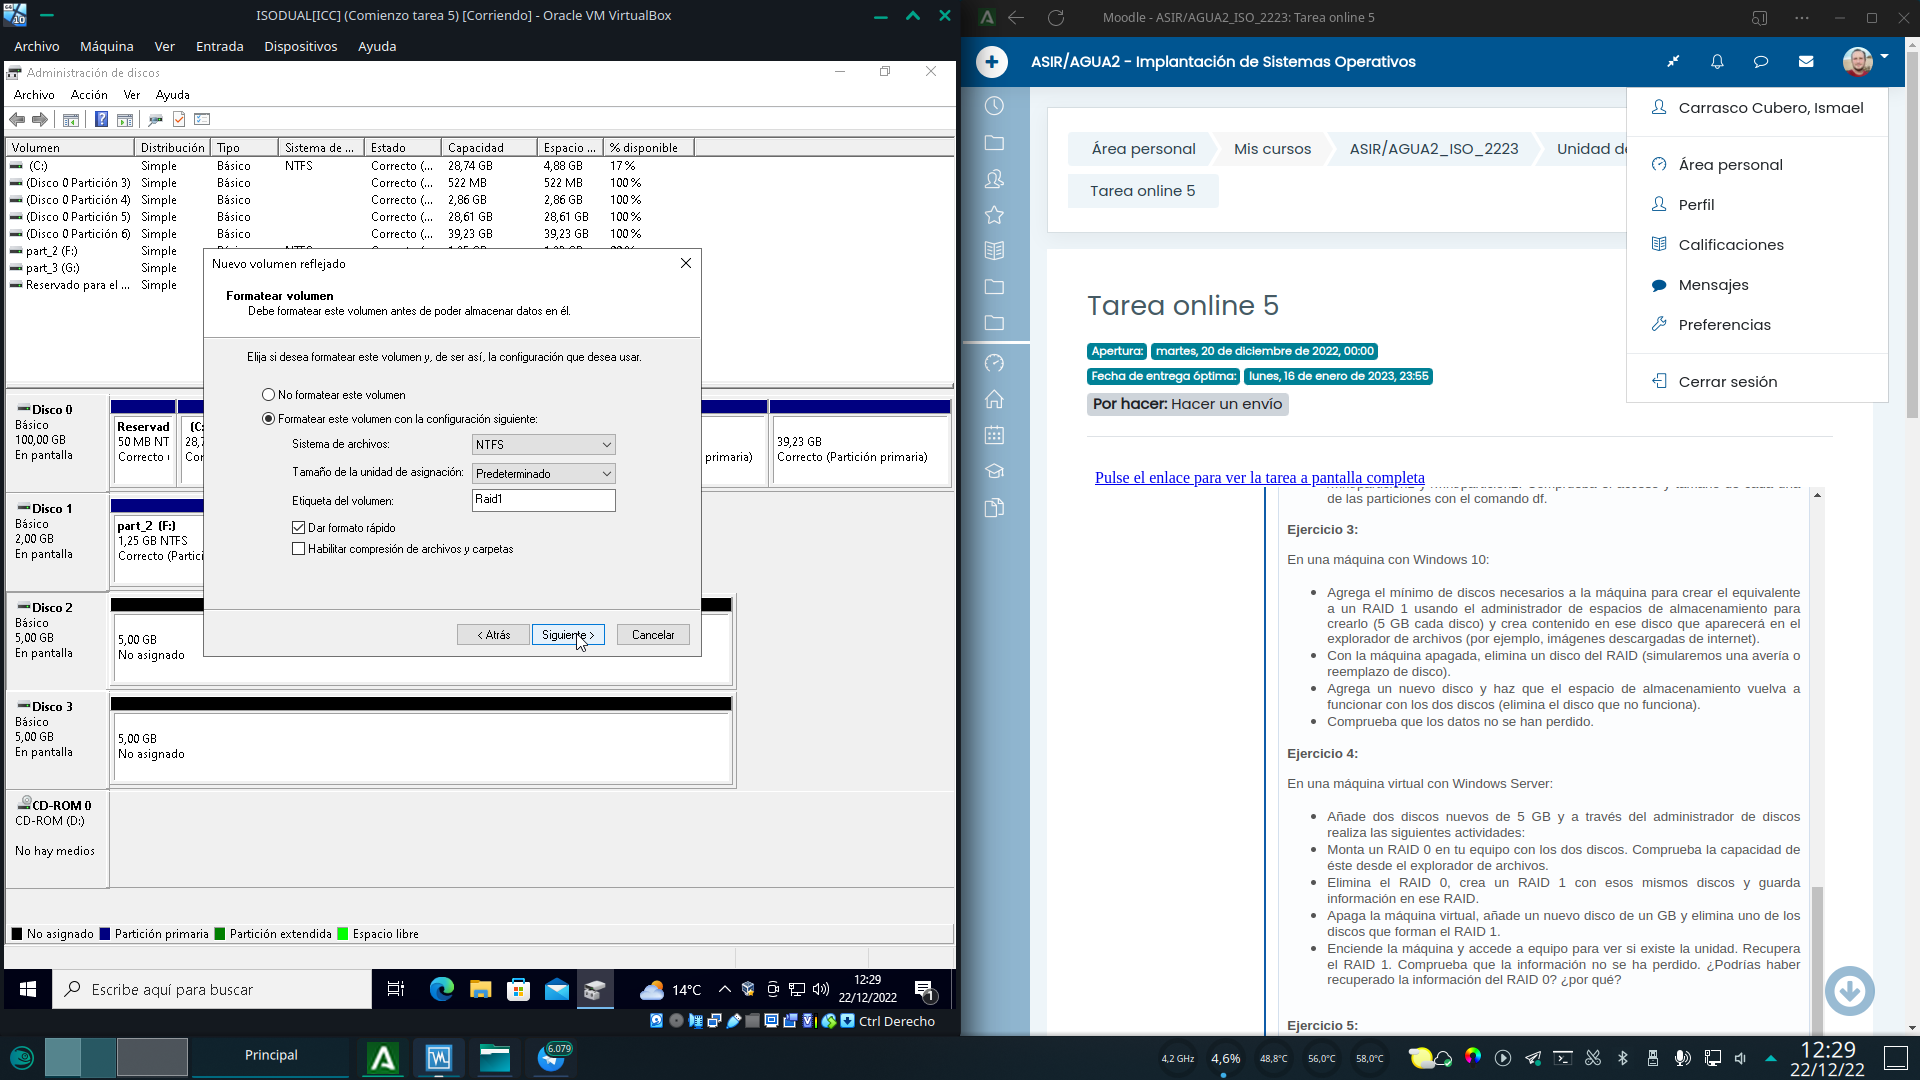 ISODUAL[ICC] (Comienzo tarea 5) [Corriendo] - Oracle VM VirtualBox
Archivo Máquina Ver Entrada Dispositivos Ayuda
Administración de discos
Archivo Acción Ver Ayuda
Volumen Distribución Tipo Sistema de ... Estado Capacidad Espacio ... % disponible
(C:) Simple Básico NTFS Correcto (... 28,74 GB 4,88 GB 17 %
(Disco 0 Partición 3) Simple Básico Correcto (... 522 MB 522 MB 100 %
(Disco 0 Partición 4) Simple Básico Correcto (... 2,86 GB 2,86 GB 100 %
(Disco 0 Partición 5) Simple Básico Correcto (... 28,61 GB 28,61 GB 100 %
(Disco 0 Partición 6) Simple Básico Correcto (... 39,23 GB 39,23 GB 100 %
part_2 (F:) Simple
part_3 (G:) Simple
Reservado para el ... Simple
Nuevo volumen reflejado
Formatear volumen
Debe formatear este volumen antes de poder almacenar datos en él.
Elija si desea formatear este volumen y, de ser así, la configuración que desea usar.
No formatear este volumen
Formatear este volumen con la configuración siguiente:
Sistema de archivos: NTFS
Tamaño de la unidad de asignación: Predeterminado
Etiqueta del volumen: Raid1
Dar formato rápido
Habilitar compresión de archivos y carpetas
< Atrás Siguiente > Cancelar
Disco 0
Básico
100,00 GB
En pantalla
Reservad
50 MB NT
Correcto (
(C:
28,7
Cor
primaria)
39,23 GB
Correcto (Partición primaria)
Disco 1
Básico
2,00 GB
En pantalla
part_2 (F:)
1,25 GB NTFS
Correcto (Partici
Disco 2
Básico
5,00 GB
En pantalla
5,00 GB
No asignado
Disco 3
Básico
5,00 GB
En pantalla
5,00 GB
No asignado
CD-ROM 0
CD-ROM (D:)
No hay medios
No asignado Partición primaria Partición extendida Espacio libre
Escribe aquí para buscar
14°C
12:29
22/12/2022
1
Ctrl Derecho
Moodle - ASIR/AGUA2_ISO_2223: Tarea online 5
ASIR/AGUA2 - Implantación de Sistemas Operativos
Área personal Mis cursos ASIR/AGUA2_ISO_2223 Unidad de
Tarea online 5
Carrasco Cubero, Ismael
Área personal
Perfil
Calificaciones
Mensajes
Preferencias
Cerrar sesión
Tarea online 5
Apertura: martes, 20 de diciembre de 2022, 00:00
Fecha de entrega óptima: lunes, 16 de enero de 2023, 23:55
Por hacer: Hacer un envío
Pulse el enlace para ver la tarea a pantalla completa
de las particiones con el comando df.
Ejercicio 3:
En una máquina con Windows 10:
Agrega el mínimo de discos necesarios a la máquina para crear el equivalente
a un RAID 1 usando el administrador de espacios de almacenamiento para
crearlo (5 GB cada disco) y crea contenido en ese disco que aparecerá en el
explorador de archivos (por ejemplo, imágenes descargadas de internet).
Con la máquina apagada, elimina un disco del RAID (simularemos una avería o
reemplazo de disco).
Agrega un nuevo disco y haz que el espacio de almacenamiento vuelva a
funcionar con los dos discos (elimina el disco que no funciona).
Comprueba que los datos no se han perdido.
Ejercicio 4:
En una máquina virtual con Windows Server:
Añade dos discos nuevos de 5 GB y a través del administrador de discos
realiza las siguientes actividades:
Monta un RAID 0 en tu equipo con los dos discos. Comprueba la capacidad de
éste desde el explorador de archivos.
Elimina el RAID 0, crea un RAID 1 con esos mismos discos y guarda
información en ese RAID.
Apaga la máquina virtual, añade un nuevo disco de un GB y elimina uno de los
discos que forman el RAID 1.
Enciende la máquina y accede a equipo para ver si existe la unidad. Recupera
el RAID 1. Comprueba que la información no se ha perdido. ¿Podrías haber
recuperado la información del RAID 0? ¿por qué?
Ejercicio 5:
Principal
6.079
4,2 GHz 4,6% 48,8°C 56,0°C 58,0°C
12:29
22/12/22